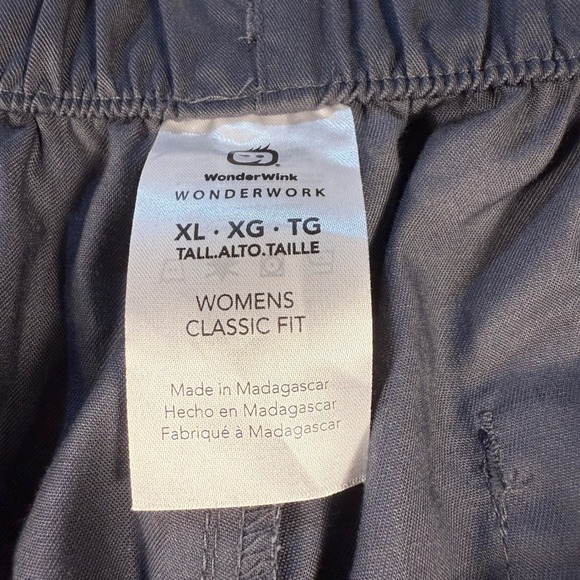 WonderWink
WONDERWORK
XL · XG · TG
TALL.ALTO.TAILLE
WOMENS
CLASSIC FIT
Made in Madagascar
Hecho en Madagascar
Fabriqué à Madagascar